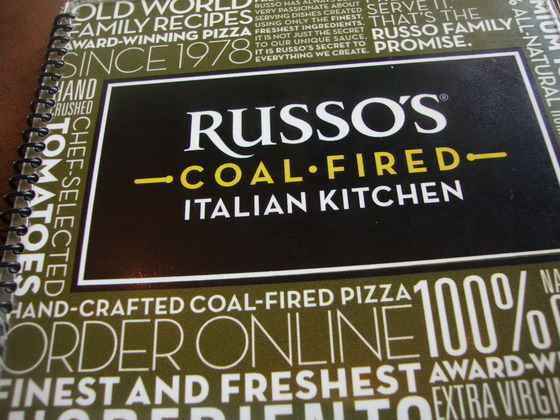 OLD WORLD
FAMILY RECIPES
AWARD-WINNING PIZZA
SINCE 1978
RUSSO HAS ALWAYS
VERY PASSIONATE ABOUT
SERVING DISHES CREATED
USING ONLY THE FINEST,
FRESHEST INGREDIENTS.
IT IS NOT JUST THE SECRET
TO OUR UNIQUE SAUCE,
IT IS RUSSO'S SECRET TO
EVERYTHING WE CREATE.
SERVE IT.
THAT'S THE
RUSSO FAMILY
PROMISE.
ALL-NATURAL
HAND
CRUSHED
TOMATOES
CHEF-SELECTED
RUSSO'S®
COAL•FIRED
ITALIAN KITCHEN
HAND-CRAFTED COAL-FIRED PIZZA
ORDER ONLINE
100%
FINEST AND FRESHEST
AWARD-W
EXTRA VIRG